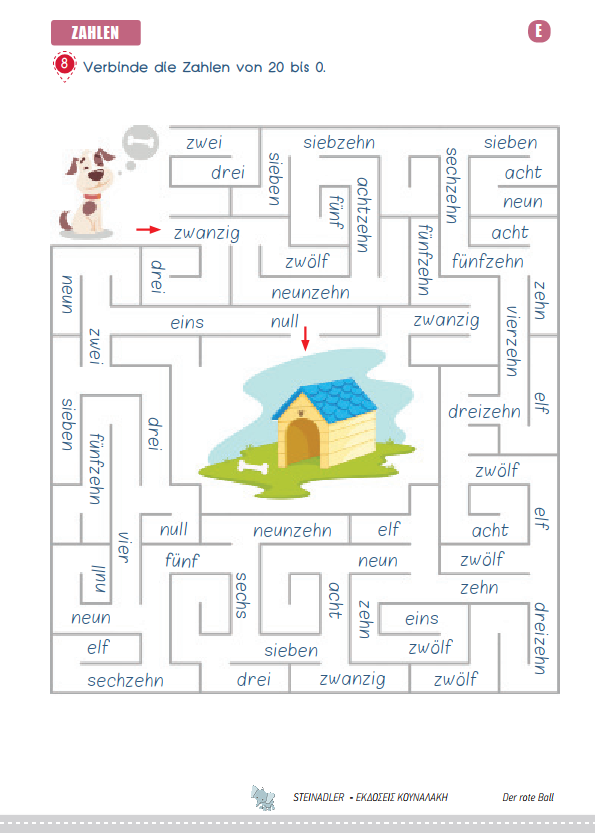 ZAHLEN
E
8 Verbinde die Zahlen von 20 bis 0.
zwei siebzehn sieben
drei sieben sechzehn acht
fünf achtzehn neun
zwanzig acht
zwölf fünfzehn fünfzehn
neun drei neunzehn zehn
eins null zwanzig vierzehn
zwei
sieben drei dreizehn elf
fünfzehn zwölf
null neunzehn elf acht elf
vier fünf neun zwölf
null sechs acht zehn zehn
neun eins dreizehn
elf sieben zwölf
sechzehn drei zwanzig zwölf
STEINADLER • ΕΚΔΟΣΕΙΣ ΚΟΥΝΑΛΑΚΗ Der rote Ball